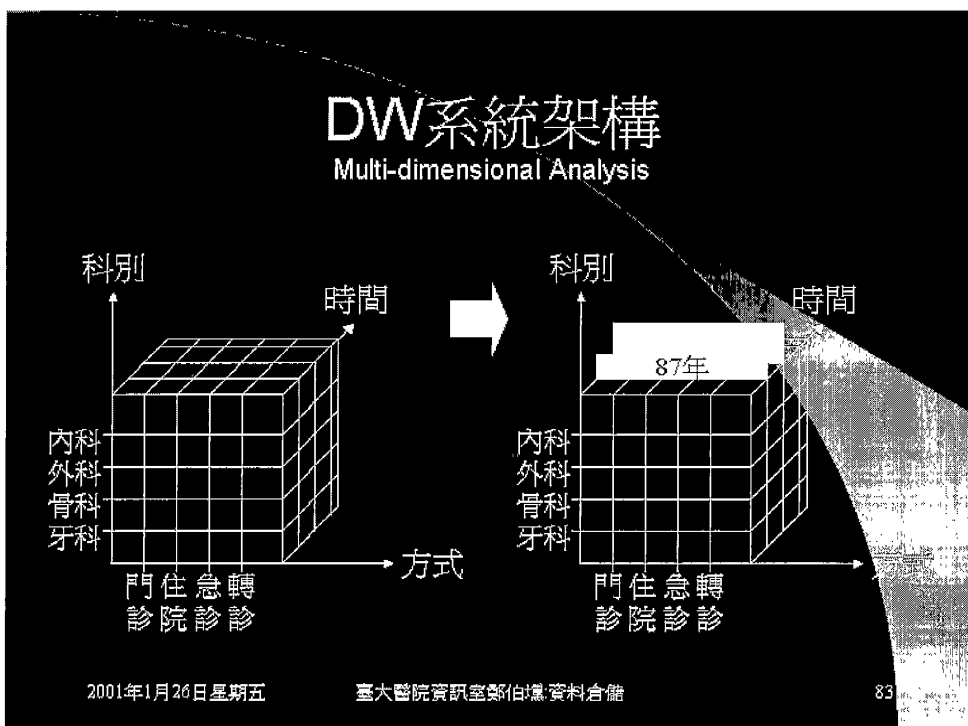 DW系統架構
Multi-dimensional Analysis
科別
時間
內科
外科
骨科
牙科
方式
門診
住院
急診
轉診
科別
時間
87年
內科
外科
骨科
牙科
門診
住院
急診
轉診
2001年1月26日星期五
臺大醫院資訊室鄭伯壎:資料倉儲
83